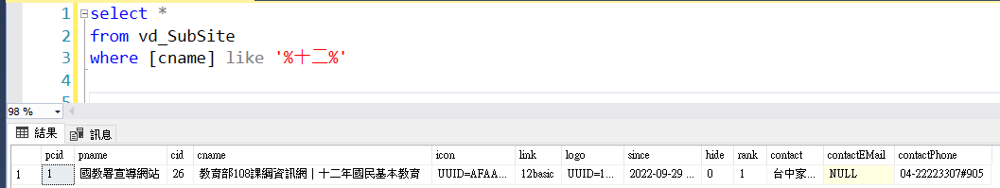 1 select *
2 from vd_SubSite
3 where [cname] like '%十二%'
4
5
98 %
結果 訊息
pcid pname cid cname icon link logo since hide rank contact contactEMail contactPhone
1 1 國教署宣導網站 26 教育部108課綱資訊網｜十二年國民基本教育 UUID=AFAA... 12basic UUID=1... 2022-09-29 ... 0 1 台中家... NULL 04-22223307#905